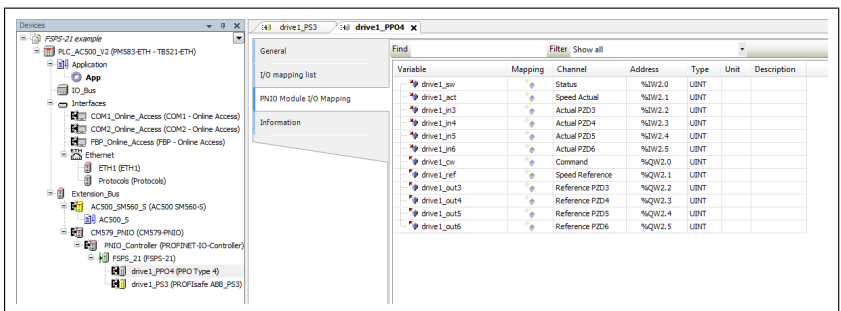 Devices
FSPS-21 example
PLC_AC500_V2 (PM583-ETH - TB521-ETH)
Application
App
IO_Bus
Interfaces
COM1_Online_Access (COM1 - Online Access)
COM2_Online_Access (COM2 - Online Access)
FBP_Online_Access (FBP - Online Access)
ETH
Ethernet
ETH1 (ETH1)
Protocols (Protocols)
Extension_Bus
AC500_SM560_S (AC500 SM560-S)
AC500_S
CM579_PNIO (CM579-PNIO)
PNIO_Controller (PROFINET-IO-Controller)
FSPS_21 (FSPS-21)
drive1_PPO4 (PPO Type 4)
drive1_PS3 (PROFIsafe ABB_PS3)
drive1_PS3 drive1_PPO4 x
General
I/O mapping list
PNIO Module I/O Mapping
Information
Find Filter Show all
Variable Mapping Channel Address Type Unit Description
drive1_sw Status %IW2.0 UINT
drive1_act Speed Actual %IW2.1 UINT
drive1_in3 Actual PZD3 %IW2.2 UINT
drive1_in4 Actual PZD4 %IW2.3 UINT
drive1_in5 Actual PZD5 %IW2.4 UINT
drive1_in6 Actual PZD6 %IW2.5 UINT
drive1_cw Command %QW2.0 UINT
drive1_ref Speed Reference %QW2.1 UINT
drive1_out3 Reference PZD3 %QW2.2 UINT
drive1_out4 Reference PZD4 %QW2.3 UINT
drive1_out5 Reference PZD5 %QW2.4 UINT
drive1_out6 Reference PZD6 %QW2.5 UINT